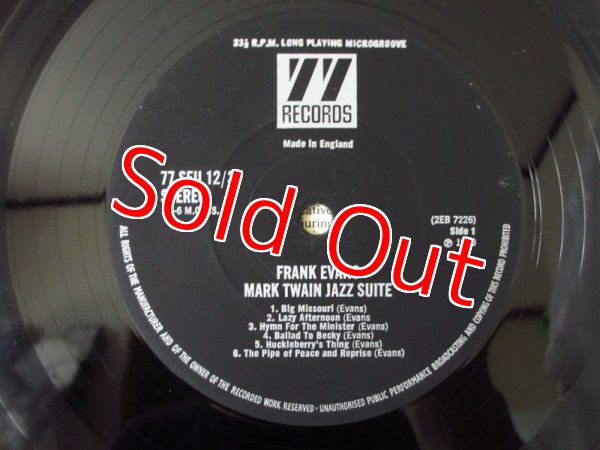 33⅓ R.P.M. LONG PLAYING MICROGROOVE
77
RECORDS
Made in England
77 SEU 12/
Sold Out
(2EB 7226)
Side 1
FRANK EVANS
MARK TWAIN JAZZ SUITE
1. Big Missouri (Evans)
2. Lazy Afternoon (Evans
3. Hymn For The Minister (Evans)
4. Ballad To Becky (Evans)
5. Huckleberry's Thing (Evans)
6. The Pipe of Peace and Reprise (Evans)
ALL RIGHTS OF THE MANUFACTURER AND OF THE OWNER OF THE RECORDED WORK RESERVED · UNAUTHORISED PUBLIC PERFORMANCE BROADCASTING AND COPYING OF THIS RECORD PROHIBITED